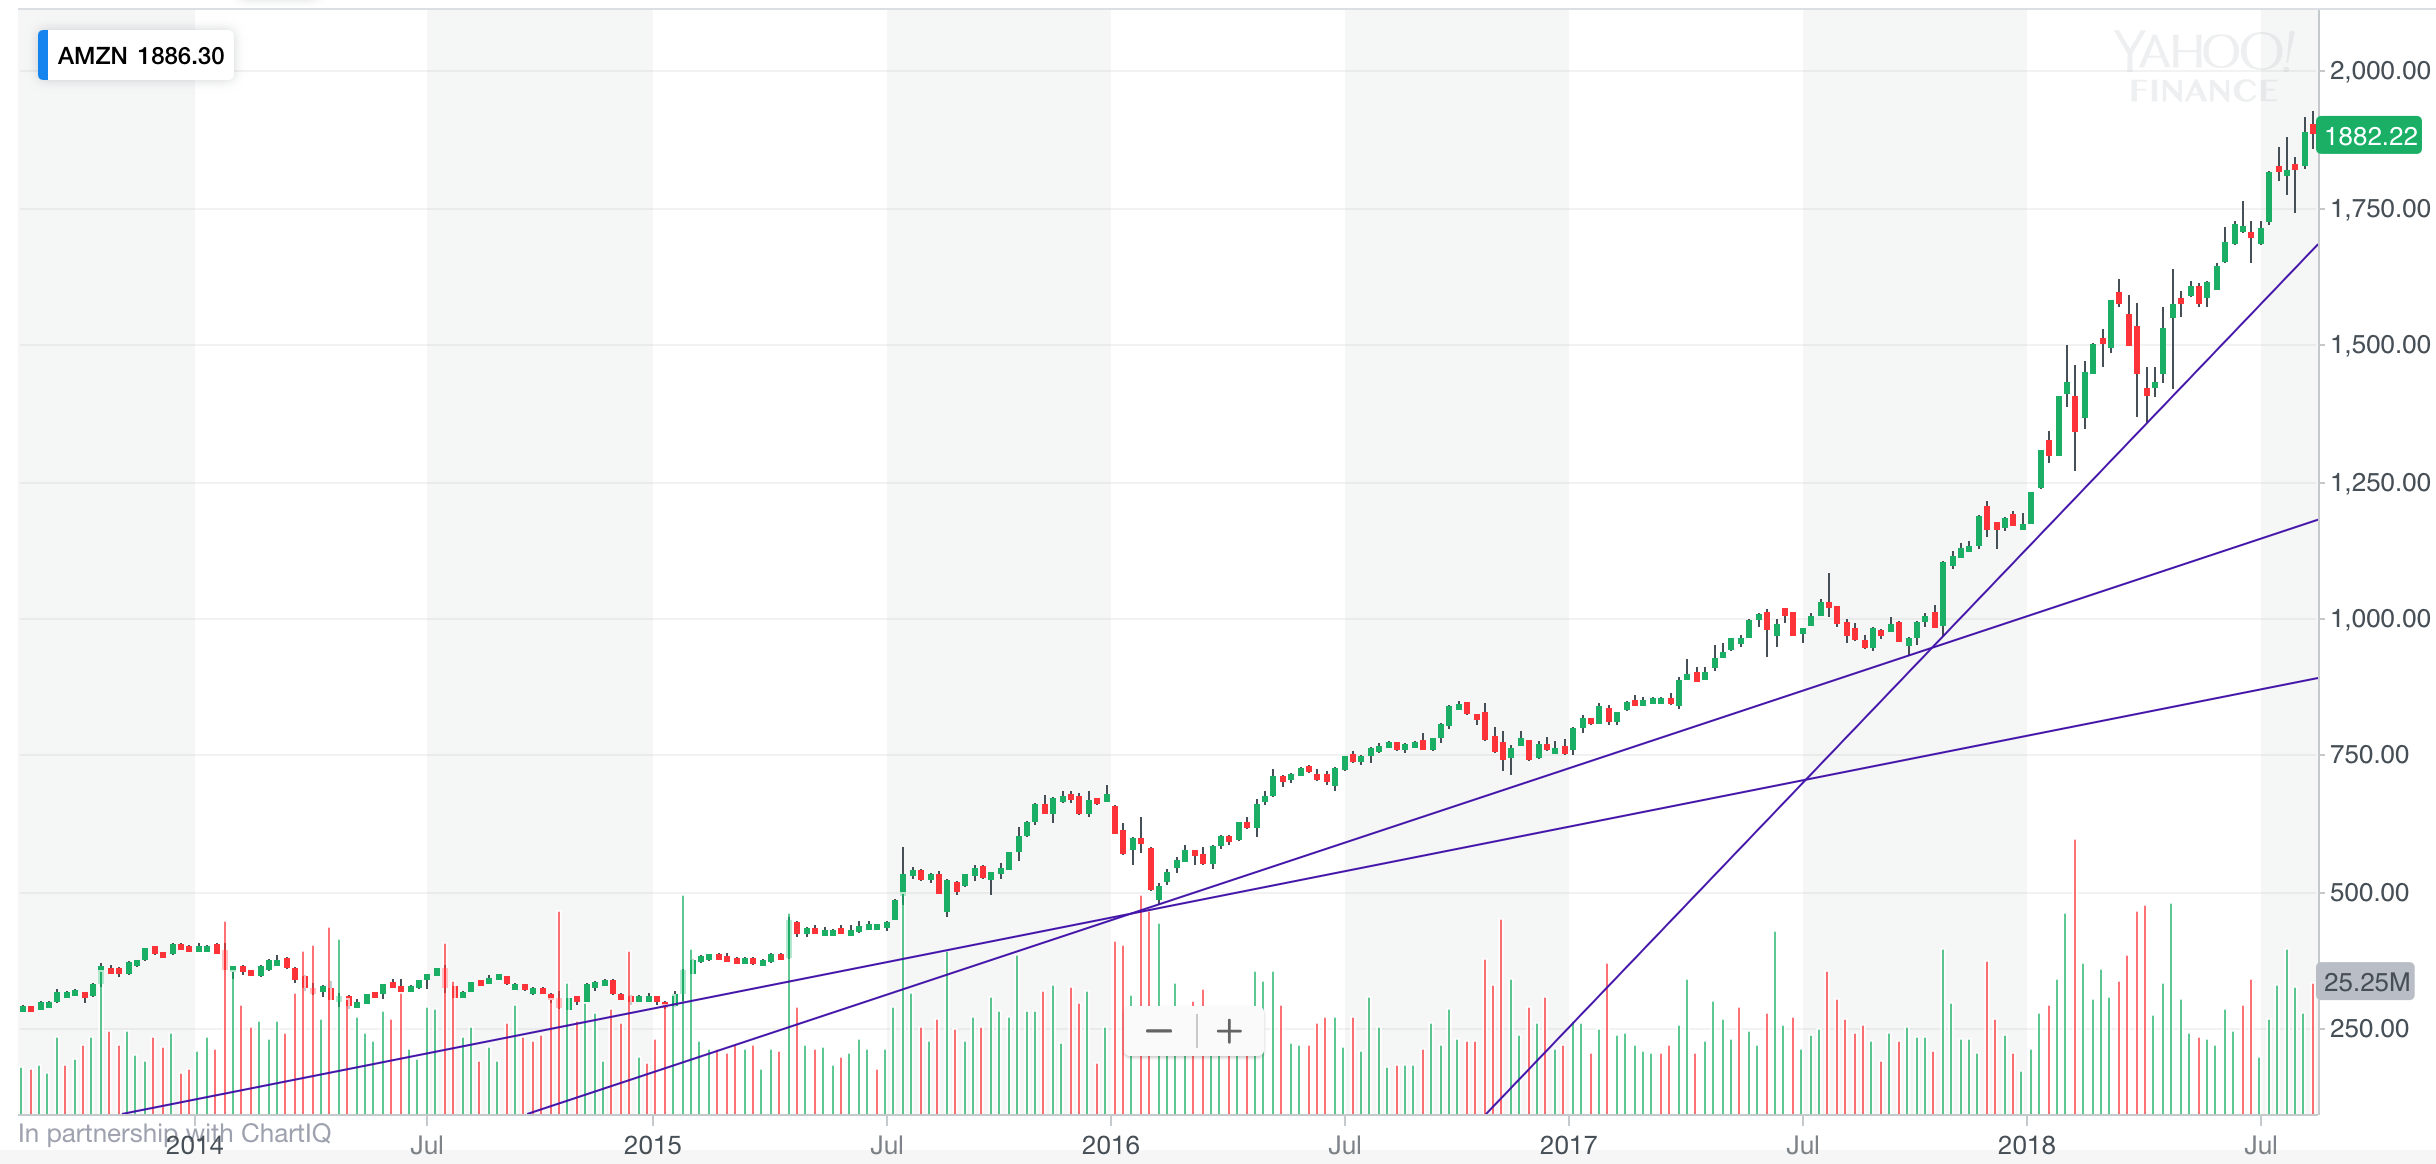 AMZN 1886.30
YAHOO!
FINANCE
2,000.00
1882.22
1,750.00
1,500.00
1,250.00
1,000.00
750.00
500.00
25.25M
250.00
In partnership with ChartIQ
2014 Jul 2015 Jul 2016 Jul 2017 Jul 2018 Jul